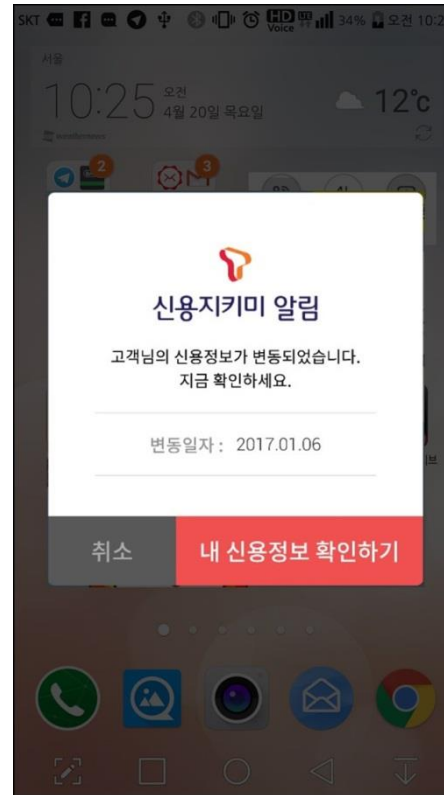 SKT HD Voice LTE 34% 오전 10:2
서울
10:25 오전
4월 20일 목요일
12°c
2
3
신용지키미 알림
고객님의 신용정보가 변동되었습니다.
지금 확인하세요.
변동일자 : 2017.01.06
취소
내 신용정보 확인하기